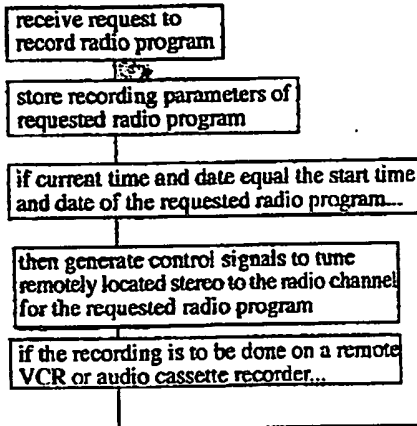 receive request to
record radio program
store recording parameters of
requested radio program
if current time and date equal the start time
and date of the requested radio program...
then generate control signals to tune
remotely located stereo to the radio channel
for the requested radio program
if the recording is to be done on a remote
VCR or audio cassette recorder...